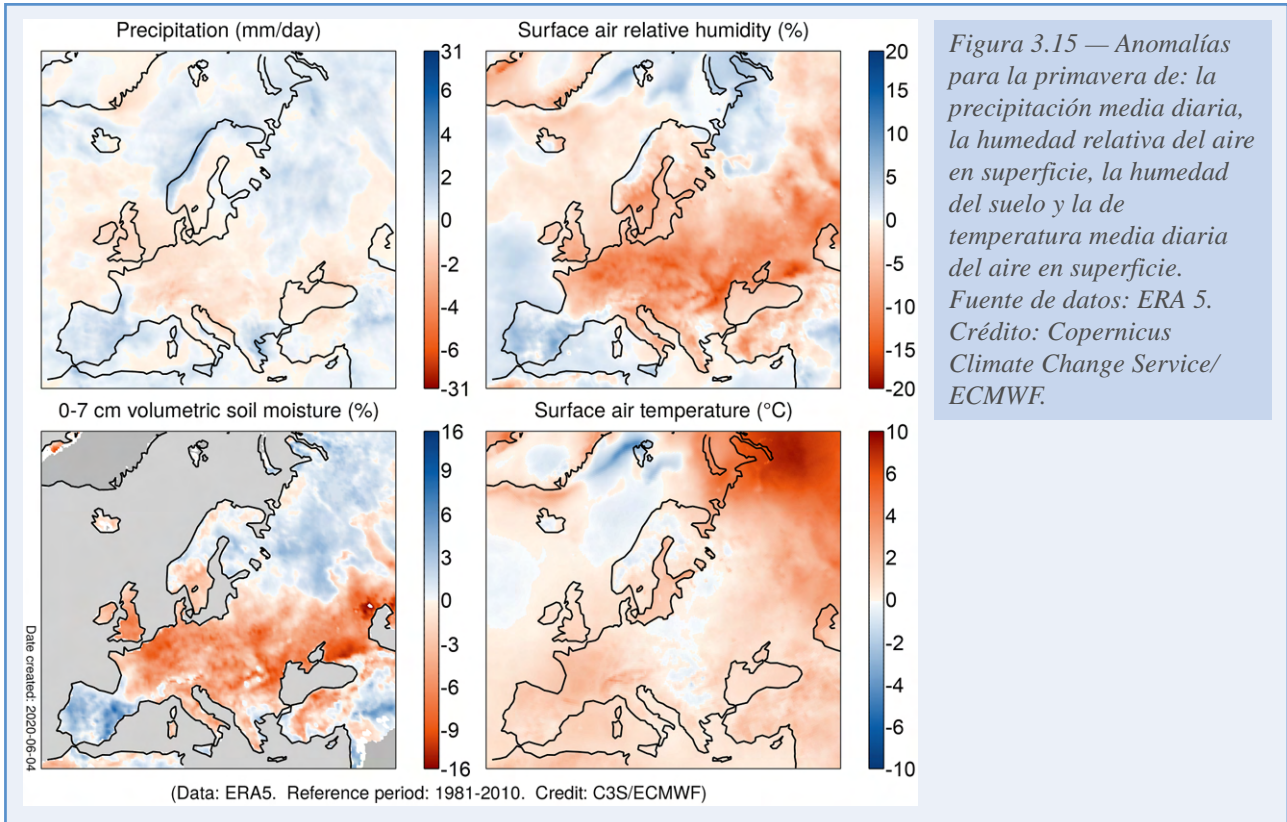 Precipitation (mm/day)
31
6
4
2
0
-2
-4
-6
-31
Surface air relative humidity (%)
20
15
10
5
0
-5
-10
-15
-20
0-7 cm volumetric soil moisture (%)
16
9
6
3
0
-3
-6
-9
-16
Surface air temperature (°C)
10
6
4
2
0
-2
-4
-6
-10
Date created: 2020-06-04
(Data: ERA5. Reference period: 1981-2010. Credit: C3S/ECMWF)
Figura 3.15 — Anomalías
para la primavera de: la
precipitación media diaria,
la humedad relativa del aire
en superficie, la humedad
del suelo y la de
temperatura media diaria
del aire en superficie.
Fuente de datos: ERA 5.
Crédito: Copernicus
Climate Change Service/
ECMWF.